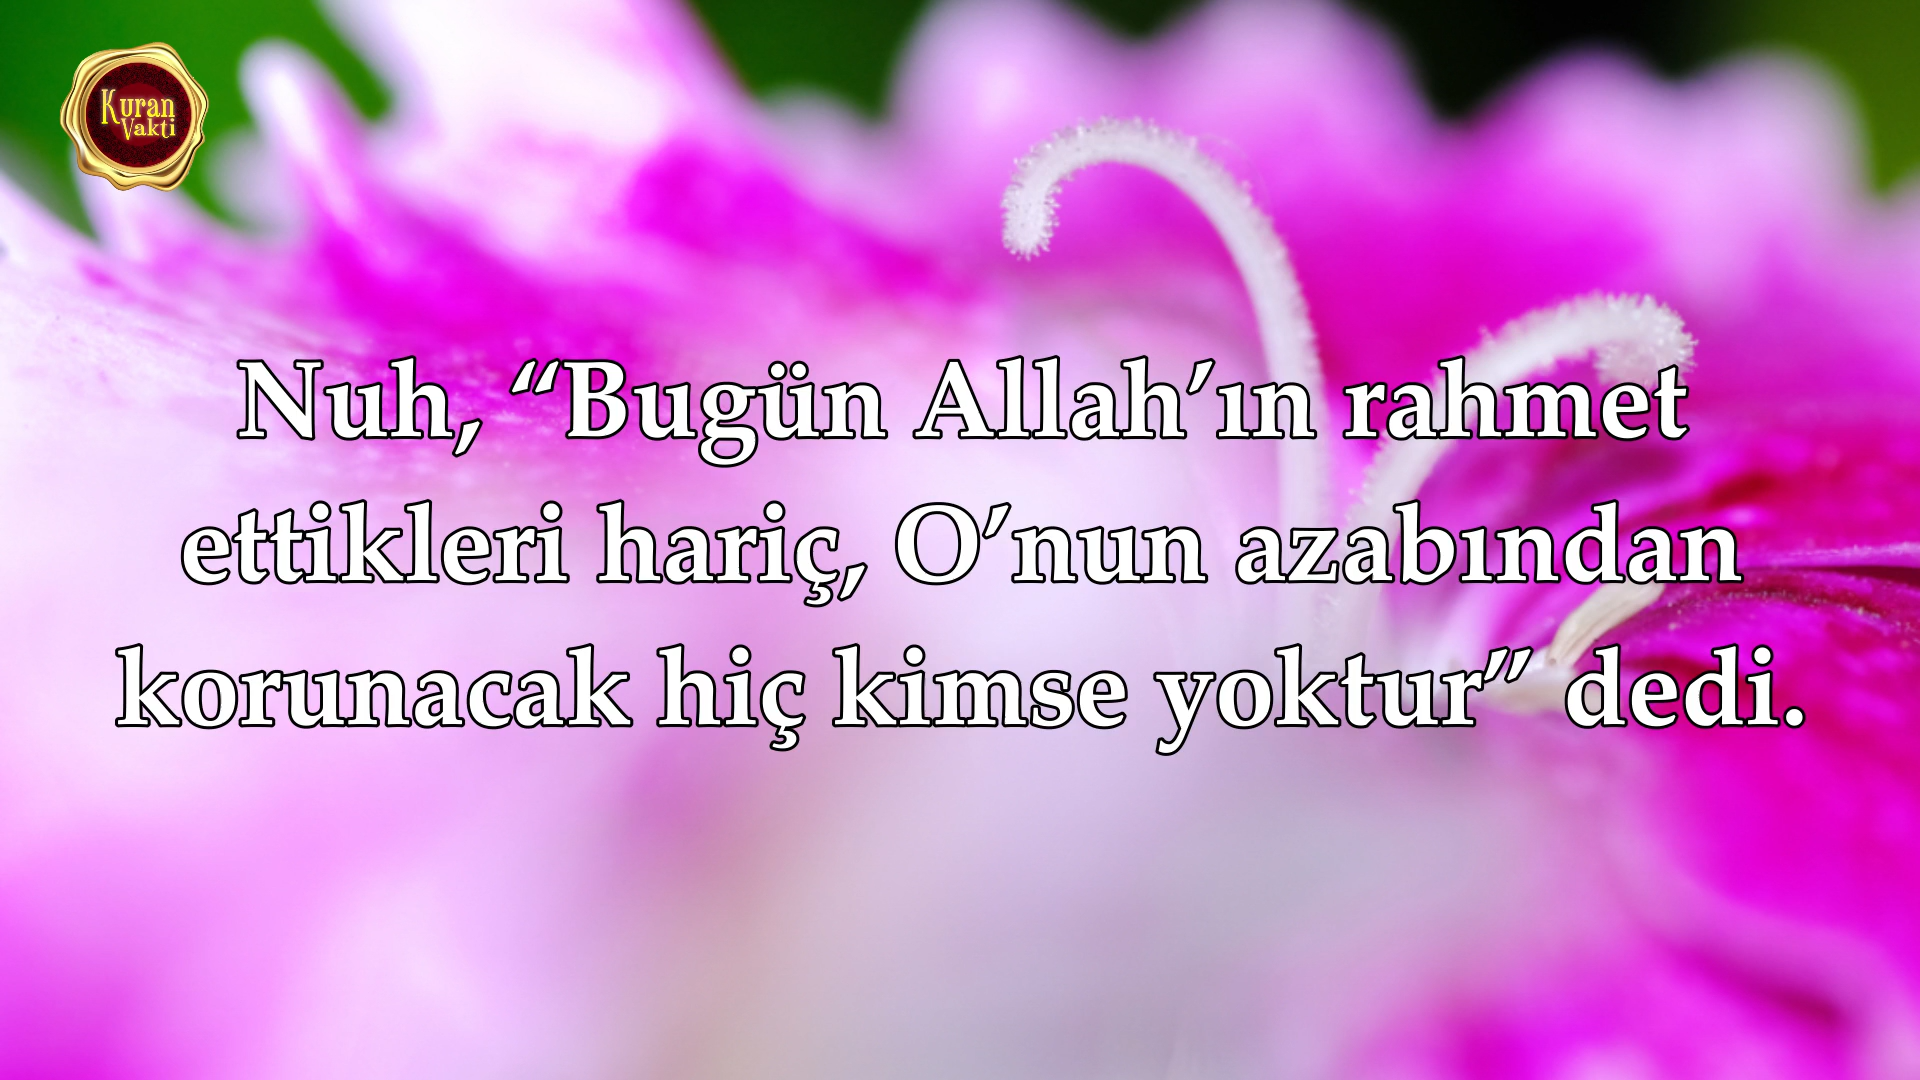 Kuran
Vakti
Nuh, “Bugün Allah’ın rahmet
ettikleri hariç, O’nun azabından
korunacak hiç kimse yoktur” dedi.